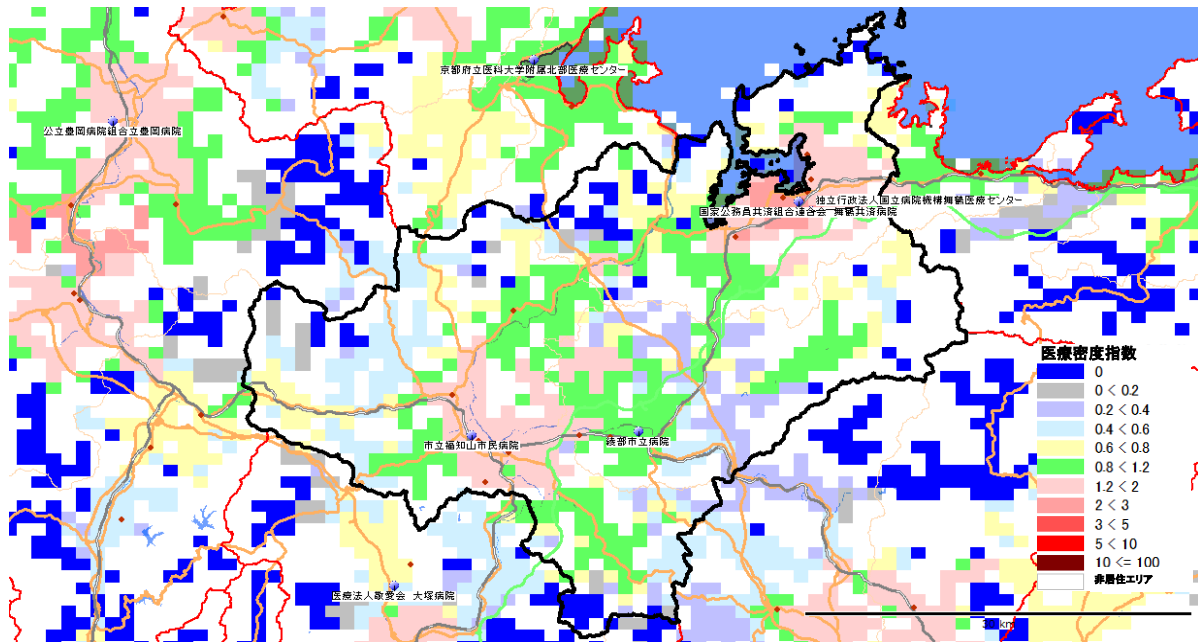 京都府立医科大学附属北部医療センター
公立豊岡病院組合立豊岡病院
独立行政法人国立病院機構舞鶴医療センター
国家公務員共済組合連合会 舞鶴共済病院
市立福知山市民病院
綾部市立病院
医療法人敬愛会 大塚病院
医療密度指数
0
0 < 0.2
0.2 < 0.4
0.4 < 0.6
0.6 < 0.8
0.8 < 1.2
1.2 < 2
2 < 3
3 < 5
5 < 10
10 <= 100
非居住エリア
km